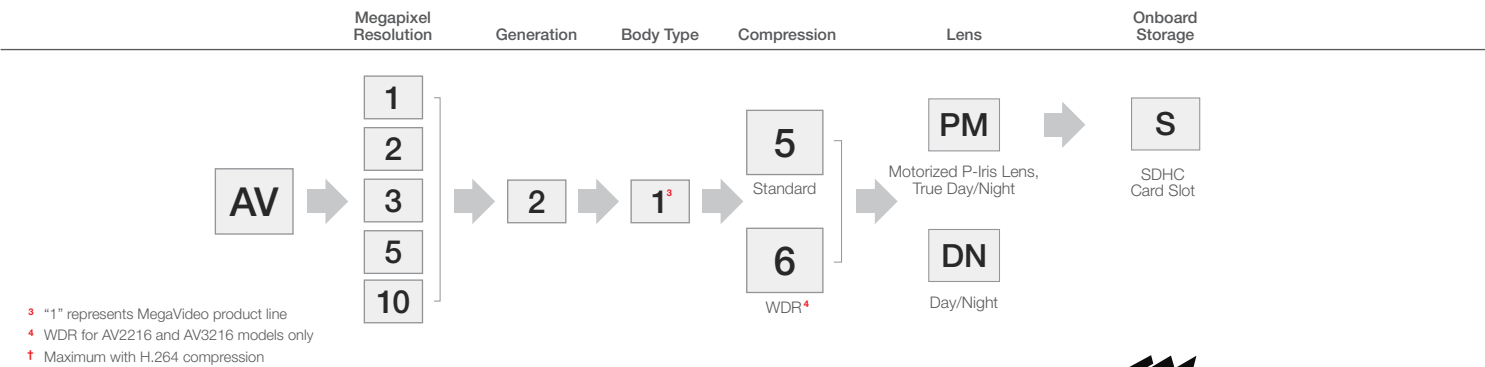 Megapixel
Resolution
Generation
Body Type
Compression
Lens
Onboard
Storage
AV
1
2
3
5
10
2
1³
5
Standard
6
WDR⁴
PM
Motorized P-Iris Lens,
True Day/Night
DN
Day/Night
S
SDHC
Card Slot
³ “1” represents MegaVideo product line
⁴ WDR for AV2216 and AV3216 models only
† Maximum with H.264 compression